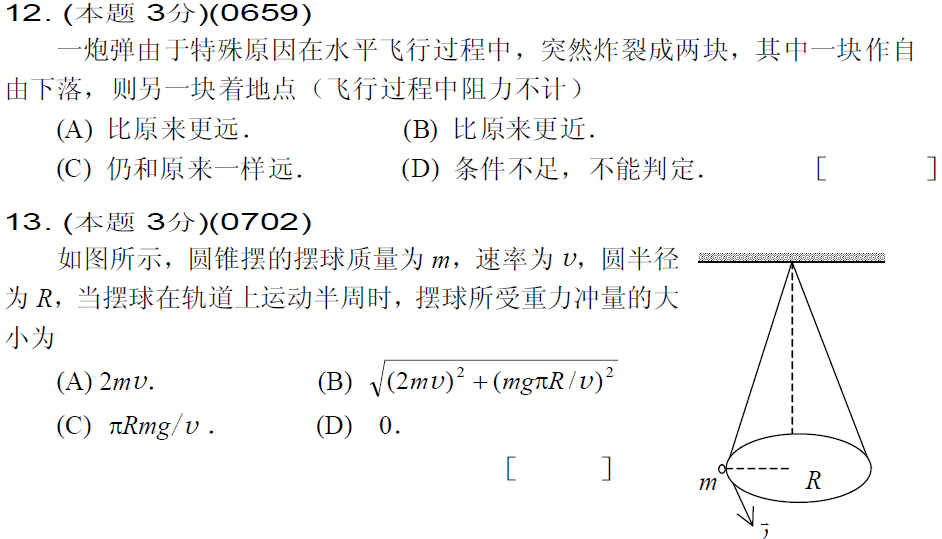 12. (本题 3分)(0659)
一炮弹由于特殊原因在水平飞行过程中，突然炸裂成两块，其中一块作自
由下落，则另一块着地点（飞行过程中阻力不计）
(A) 比原来更远． (B) 比原来更近．
(C) 仍和原来一样远． (D) 条件不足，不能判定． [ ]
13. (本题 3分)(0702)
如图所示，圆锥摆的摆球质量为 m，速率为 υ，圆半径
为 R，当摆球在轨道上运动半周时，摆球所受重力冲量的大
小为
(A) 2mυ． (B) √((2mυ)² + (mgπR/υ)²)
(C) πRmg/υ． (D) 0．
[ ]
m R